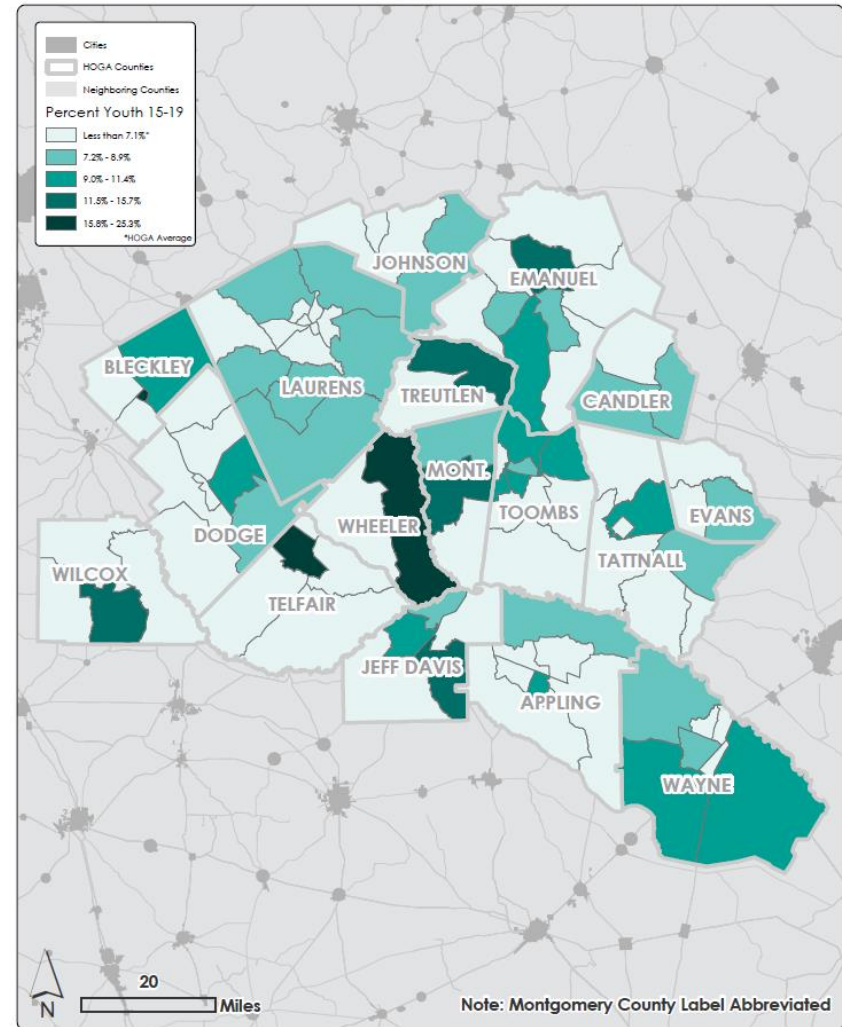 Cities
HOGA Counties
Neighboring Counties
Percent Youth 15-19
Less than 7.1%*
7.2% - 8.9%
9.0% - 11.4%
11.5% - 15.7%
15.8% - 25.3%
*HOGA Average
JOHNSON
EMANUEL
BLECKLEY
LAURENS
TREUTLEN
CANDLER
MONT.
WHEELER
TOOMBS
EVANS
DODGE
TATTNALL
WILCOX
TELFAIR
JEFF DAVIS
APPLING
WAYNE
N
20
Miles
Note: Montgomery County Label Abbreviated